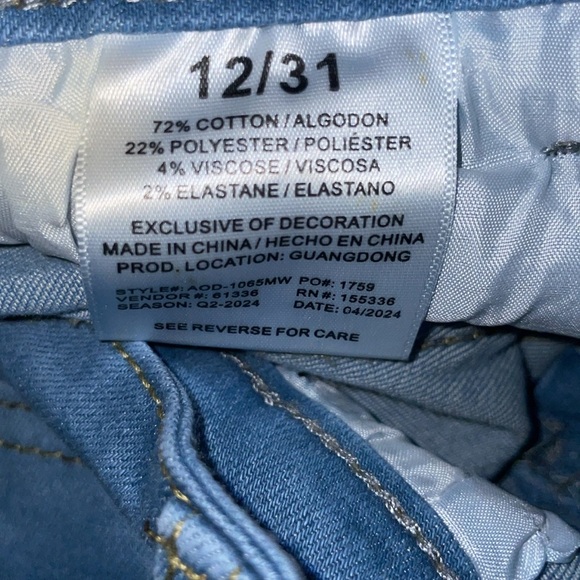 12/31
72% COTTON / ALGODON
22% POLYESTER / POLIÉSTER
4% VISCOSE / VISCOSA
2% ELASTANE / ELASTANO
EXCLUSIVE OF DECORATION
MADE IN CHINA / HECHO EN CHINA
PROD. LOCATION: GUANGDONG
STYLE#: AOD-1065MW PO#: 1759
VENDOR #: 61336 RN#: 155336
SEASON: Q2-2024 DATE: 04/2024
SEE REVERSE FOR CARE